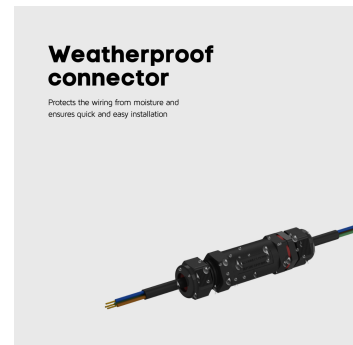 Weatherproof
connector
Protects the wiring from moisture and
ensures quick and easy installation